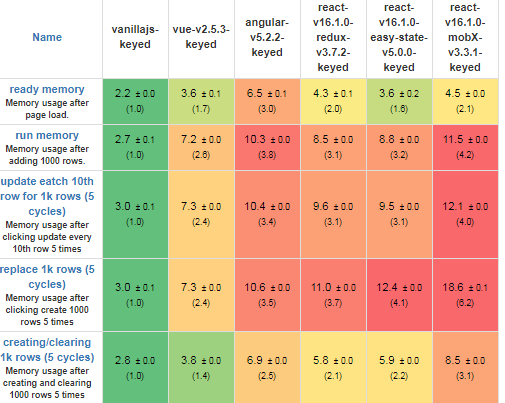 Name
vanillajs-
keyed
vue-v2.5.3-
keyed
angular-
v5.2.2-
keyed
react-
v16.1.0-
redux-
v3.7.2-
keyed
react-
v16.1.0-
easy-state-
v5.0.0-
keyed
react-
v16.1.0-
mobX-
v3.3.1-
keyed
ready memory
Memory usage after
page load.
2.2 ± 0.0
(1.0)
3.6 ± 0.1
(1.7)
6.5 ± 0.1
(3.0)
4.3 ± 0.1
(2.0)
3.6 ± 0.2
(1.6)
4.5 ± 0.0
(2.1)
run memory
Memory usage after
adding 1000 rows.
2.7 ± 0.1
(1.0)
7.2 ± 0.0
(2.6)
10.3 ± 0.0
(3.8)
8.5 ± 0.0
(3.1)
8.8 ± 0.0
(3.2)
11.5 ± 0.0
(4.2)
update eatch 10th
row for 1k rows (5
cycles)
Memory usage after
clicking update every
10th row 5 times
3.0 ± 0.1
(1.0)
7.3 ± 0.0
(2.4)
10.4 ± 0.0
(3.4)
9.6 ± 0.0
(3.1)
9.5 ± 0.0
(3.1)
12.1 ± 0.0
(4.0)
replace 1k rows (5
cycles)
Memory usage after
clicking create 1000
rows 5 times
3.0 ± 0.1
(1.0)
7.3 ± 0.0
(2.4)
10.6 ± 0.0
(3.5)
11.0 ± 0.0
(3.7)
12.4 ± 0.0
(4.1)
18.6 ± 0.1
(6.2)
creating/clearing
1k rows (5 cycles)
Memory usage after
creating and clearing
1000 rows 5 times
2.8 ± 0.0
(1.0)
3.8 ± 0.0
(1.4)
6.9 ± 0.0
(2.5)
5.8 ± 0.0
(2.1)
5.9 ± 0.0
(2.2)
8.5 ± 0.0
(3.1)